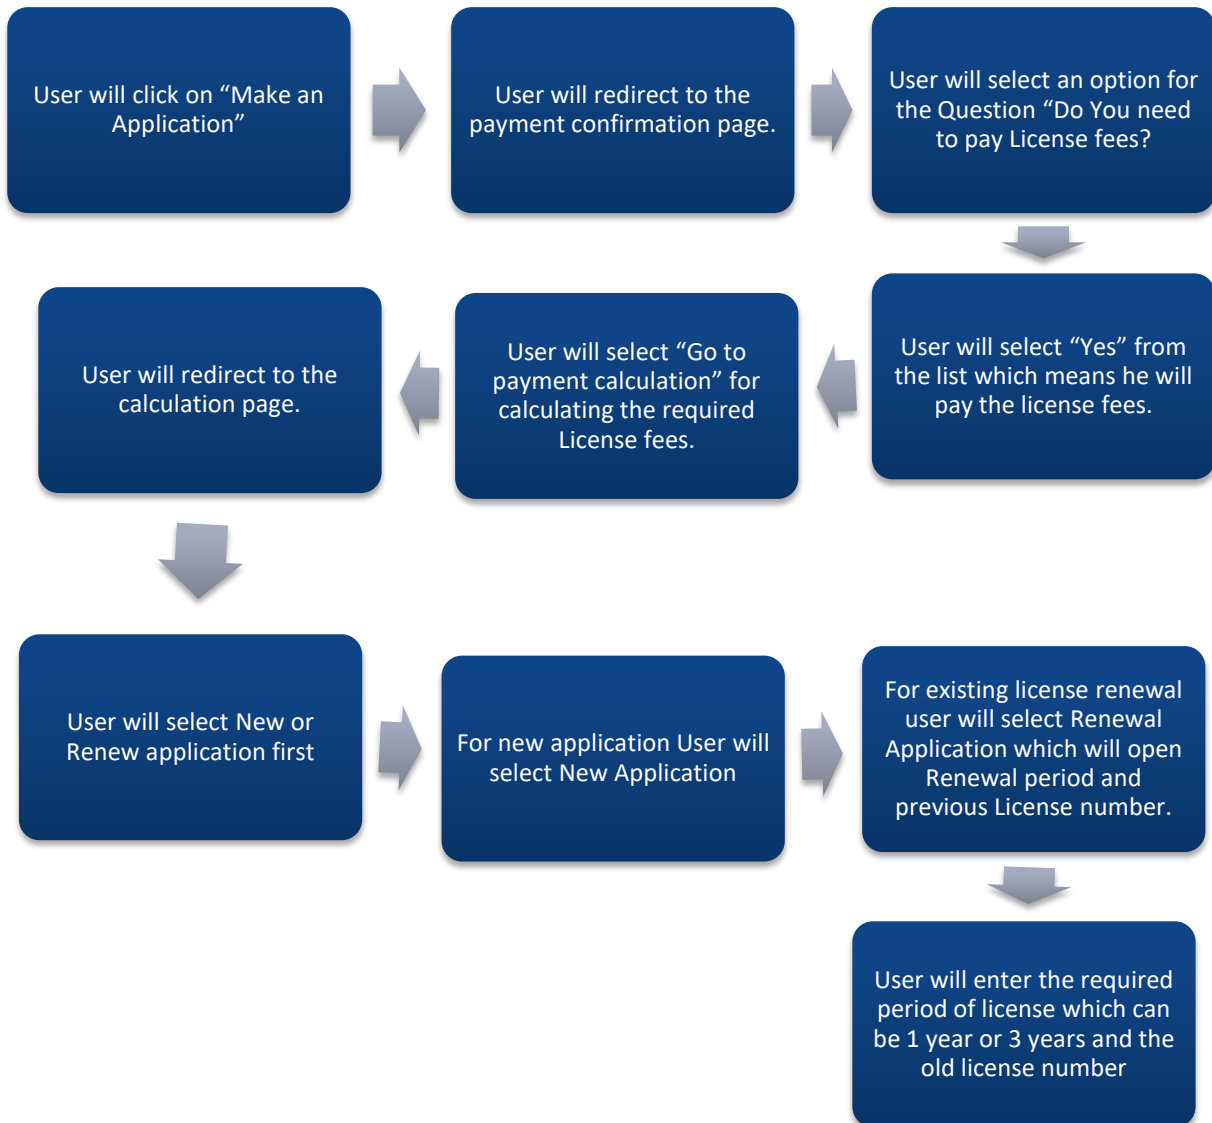 User will click on “Make an
Application”
User will redirect to the
payment confirmation page.
User will select an option for
the Question “Do You need
to pay License fees?
User will select “Yes” from
the list which means he will
pay the license fees.
User will select “Go to
payment calculation” for
calculating the required
License fees.
User will redirect to the
calculation page.
User will select New or
Renew application first
For new application User will
select New Application
For existing license renewal
user will select Renewal
Application which will open
Renewal period and
previous License number.
User will enter the required
period of license which can
be 1 year or 3 years and the
old license number